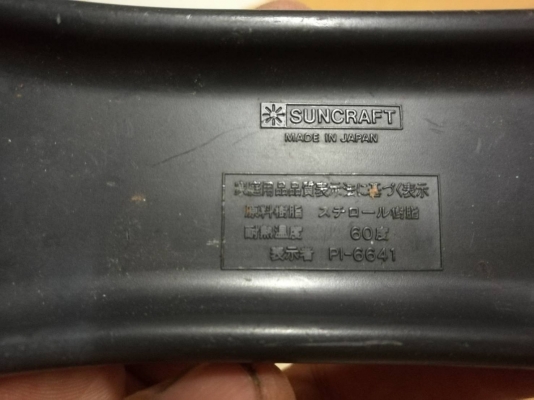 SUNCRAFT
MADE IN JAPAN
家庭用品品質表示法に基づく表示
原料樹脂 スチロール樹脂
耐熱温度 60度
表示者 PI-6641